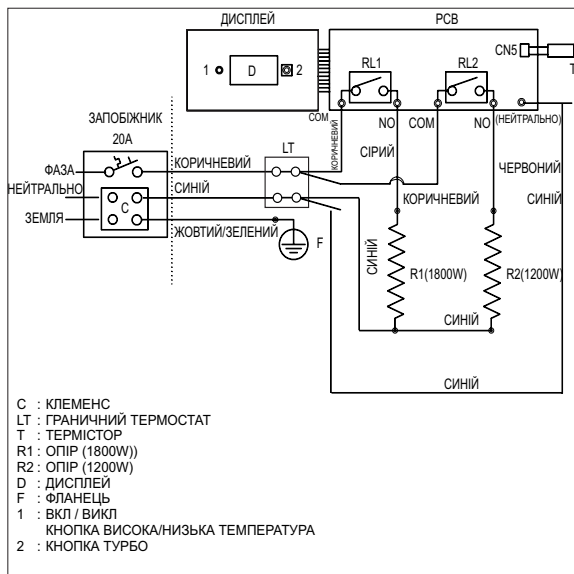 ДИСПЛЕЙ
PCB
CN5
T
1
D
2
RL1
RL2
COM
NO
COM
NO
(НЕЙТРАЛЬНО)
ЗАПОБІЖНИК
20A
LT
КОРИЧНЕВИЙ
СІРИЙ
ЧЕРВОНИЙ
ФАЗА
КОРИЧНЕВИЙ
НЕЙТРАЛЬНО
СИНІЙ
C
КОРИЧНЕВИЙ
СИНІЙ
ЗЕМЛЯ
ЖОВТИЙ/ЗЕЛЕНИЙ
F
СИНІЙ
R1(1800W)
R2(1200W)
СИНІЙ
СИНІЙ
C : КЛЕМЕНС
LT : ГРАНИЧНИЙ ТЕРМОСТАТ
T : ТЕРМІСТОР
R1 : ОПІР (1800W))
R2 : ОПІР (1200W)
D : ДИСПЛЕЙ
F : ФЛАНЕЦЬ
1 : ВКЛ / ВИКЛ
КНОПКА ВИСОКА/НИЗЬКА ТЕМПЕРАТУРА
2 : КНОПКА ТУРБО